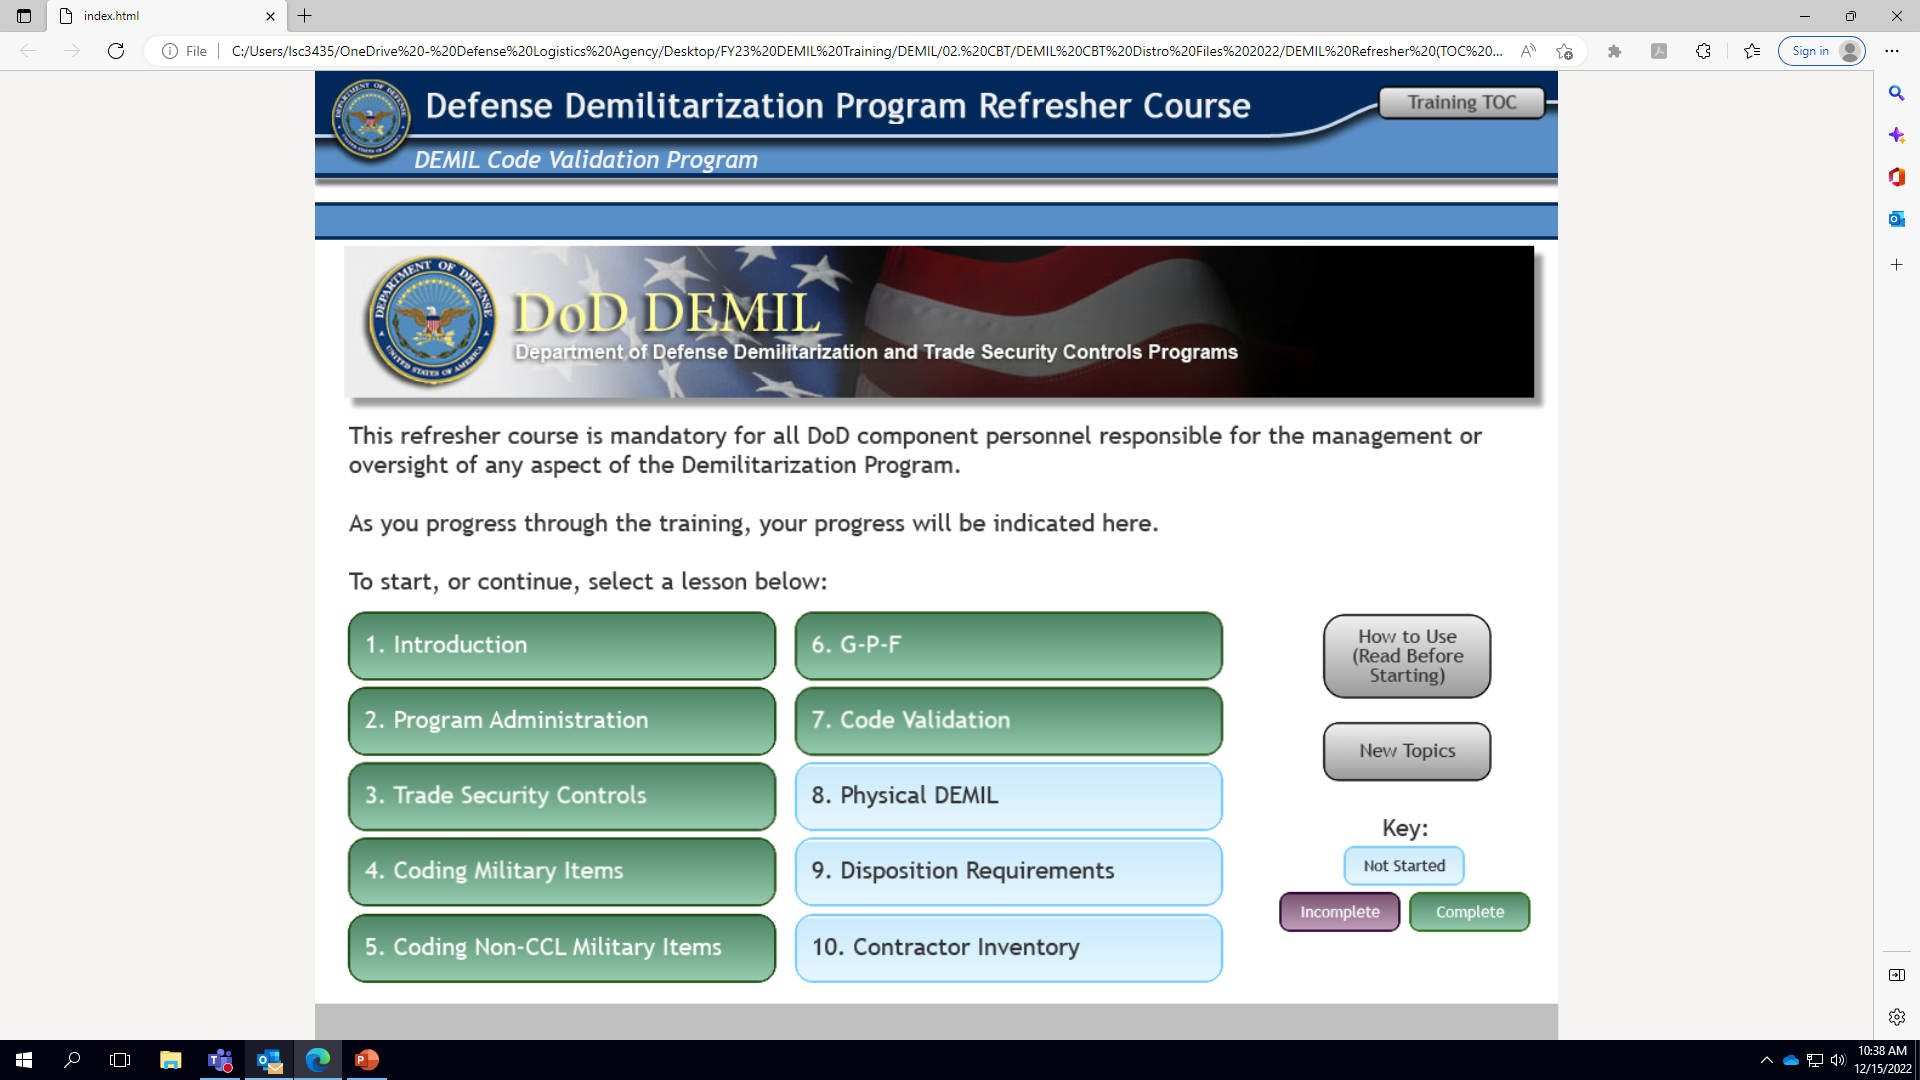 index.html
File
C:/Users/lsc3435/OneDrive%20-%20Defense%20Logistics%20Agency/Desktop/FY23%20DEMIL%20Training/DEMIL/02.%20CBT/DEMIL%20CBT%20Distro%20Files%202022/DEMIL%20Refresher%20(TOC%20...
Sign in
Defense Demilitarization Program Refresher Course
Training TOC
DEMIL Code Validation Program
DEPARTMENT OF DEFENSE
UNITED STATES OF AMERICA
DoD DEMIL
Department of Defense Demilitarization and Trade Security Controls Programs
This refresher course is mandatory for all DoD component personnel responsible for the management or
oversight of any aspect of the Demilitarization Program.
As you progress through the training, your progress will be indicated here.
To start, or continue, select a lesson below:
1. Introduction
2. Program Administration
3. Trade Security Controls
4. Coding Military Items
5. Coding Non-CCL Military Items
6. G-P-F
7. Code Validation
8. Physical DEMIL
9. Disposition Requirements
10. Contractor Inventory
How to Use
(Read Before
Starting)
New Topics
Key:
Not Started
Incomplete
Complete
10:38 AM
12/15/2022